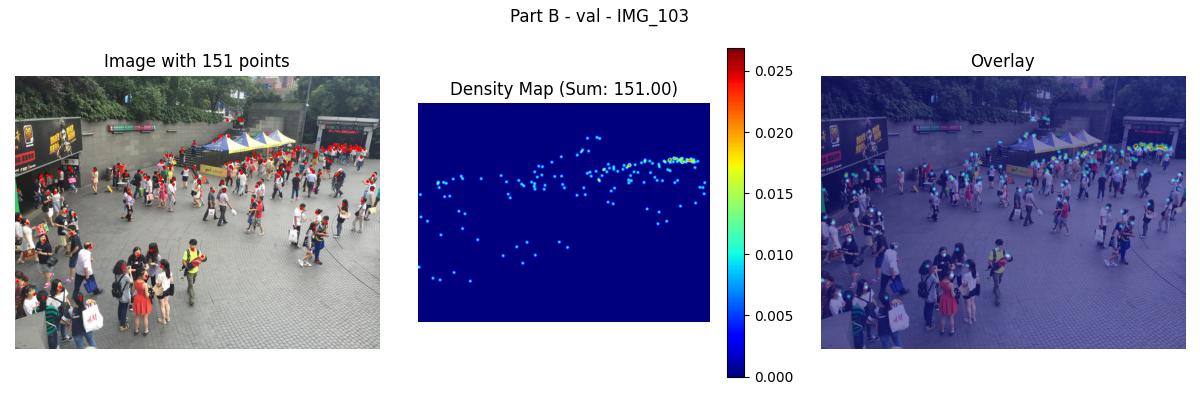 Part B - val - IMG_103
Image with 151 points
Density Map (Sum: 151.00)
Overlay
0.025
0.020
0.015
0.010
0.005
0.000